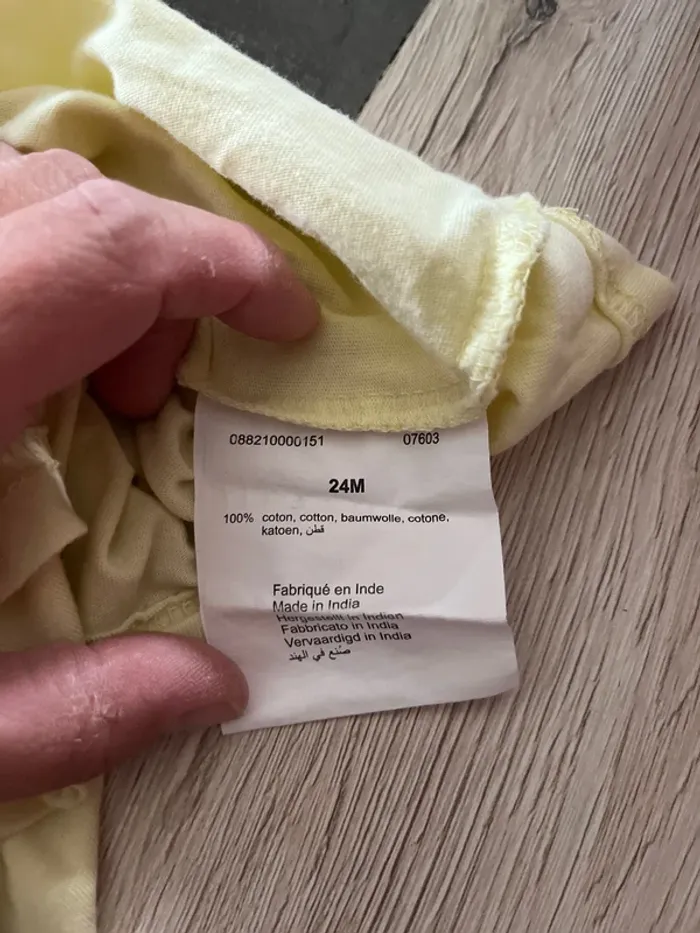 088210000151 07603
24M
100% coton, cotton, baumwolle, cotone,
katoen, قطن
Fabriqué en Inde
Made in India
Hergestellt in Indien
Fabbricato in India
Vervaardigd in India
صُنع في الهند